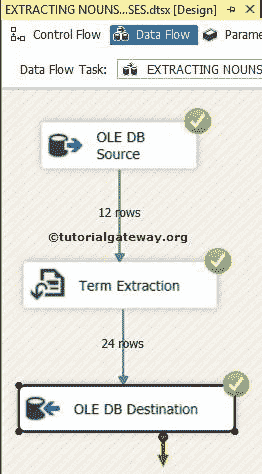 EXTRACTING NOUNS...SES.dtsx [Design]
Control Flow Data Flow Parame
Data Flow Task: EXTRACTING NOUNS
OLE DB
Source
12 rows
©tutorialgateway.org
Term Extraction
24 rows
OLE DB Destination